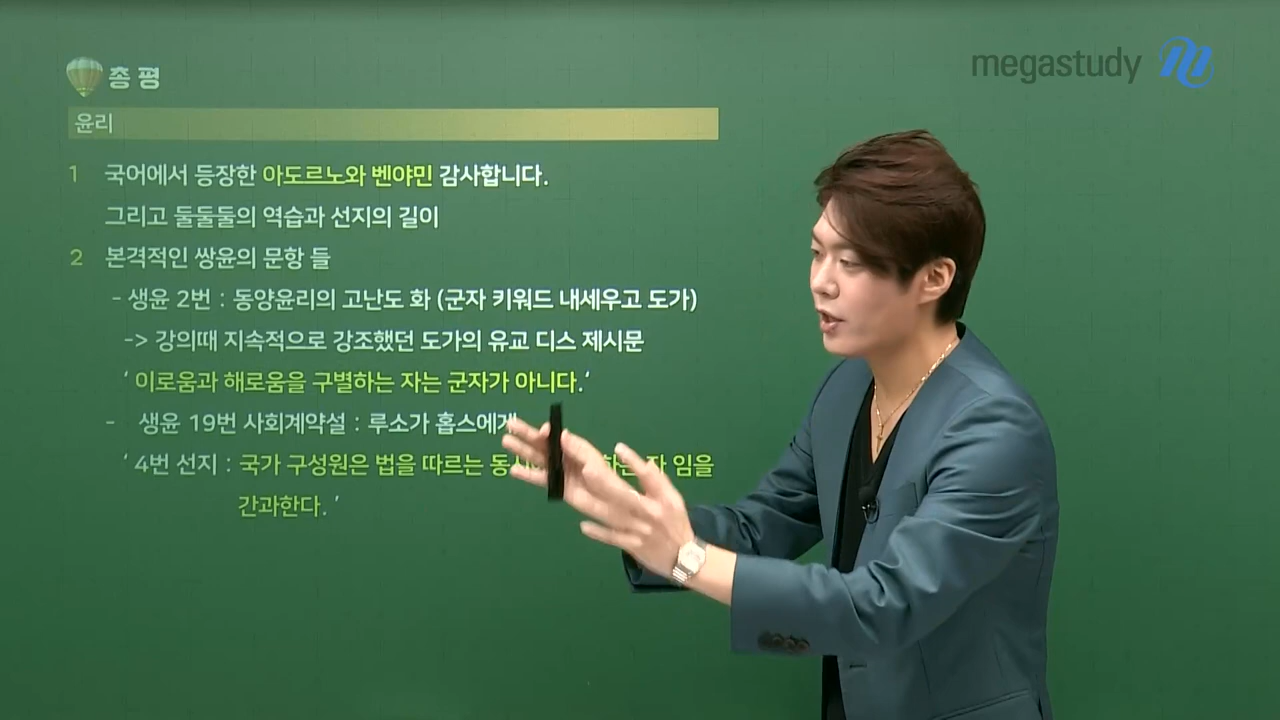 megastudy
총 평
윤리
1 국어에서 등장한 아도르노와 벤야민 감사합니다.
그리고 둘둘둘의 역습과 선지의 길이
2 본격적인 쌍윤의 문항 들
- 생윤 2번 : 동양윤리의 고난도 화 (군자 키워드 내세우고 도가)
-> 강의때 지속적으로 강조했던 도가의 유교 디스 제시문
‘ 이로움과 해로움을 구별하는 자는 군자가 아니다.‘
- 생윤 19번 사회계약설 : 루소가 홉스에게
‘ 4번 선지 : 국가 구성원은 법을 따르는 자 임을
간과한다. ’